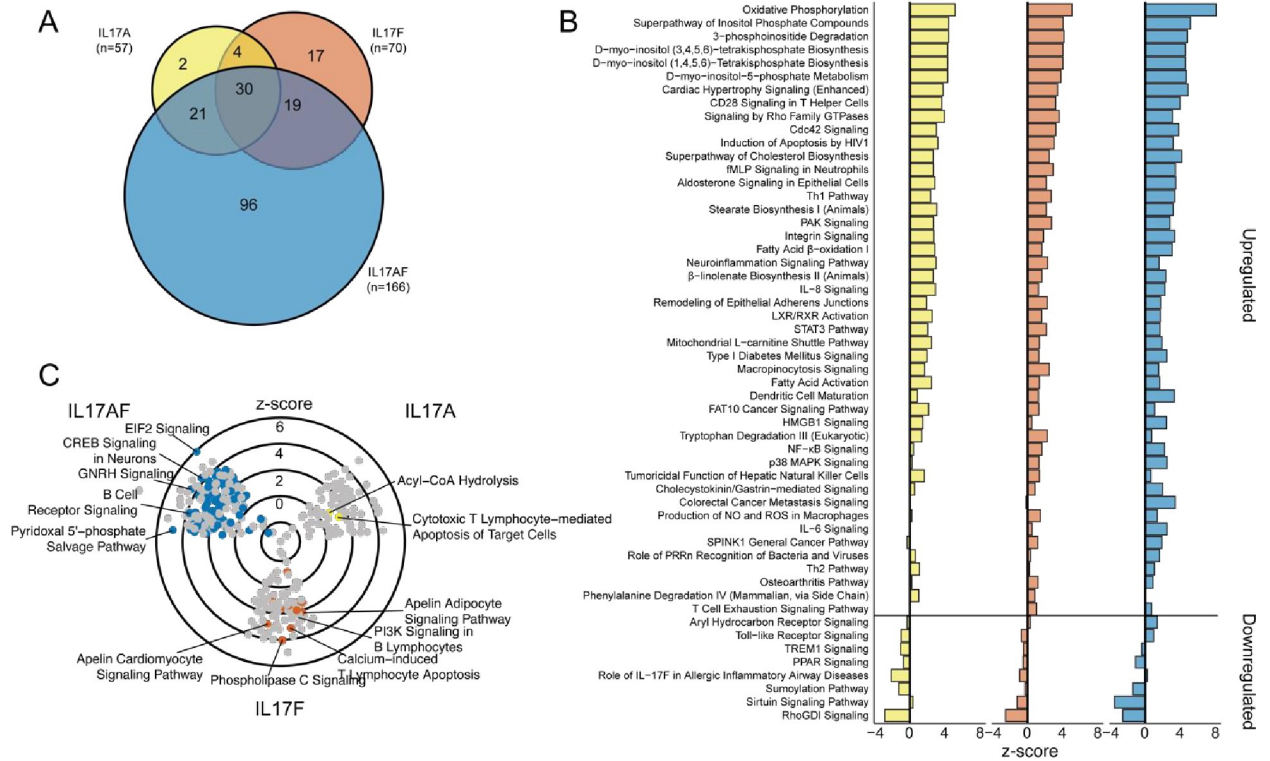 A
IL17A
(n=57)
IL17F
(n=70)
2
4
17
30
21
19
96
IL17AF
(n=166)
B
Oxidative Phosphorylation
Superpathway of Inositol Phosphate Compounds
3−phosphoinositide Degradation
D−myo−inositol (3,4,5,6)−tetrakisphosphate Biosynthesis
D−myo−inositol (1,4,5,6)−Tetrakisphosphate Biosynthesis
D−myo−inositol−5−phosphate Metabolism
Cardiac Hypertrophy Signaling (Enhanced)
CD28 Signaling in T Helper Cells
Signaling by Rho Family GTPases
Cdc42 Signaling
Induction of Apoptosis by HIV1
Superpathway of Cholesterol Biosynthesis
fMLP Signaling in Neutrophils
Aldosterone Signaling in Epithelial Cells
Th1 Pathway
Stearate Biosynthesis I (Animals)
PAK Signaling
Integrin Signaling
Fatty Acid β−oxidation I
Neuroinflammation Signaling Pathway
β−linolenate Biosynthesis II (Animals)
IL−8 Signaling
Remodeling of Epithelial Adherens Junctions
LXR/RXR Activation
STAT3 Pathway
Mitochondrial L−carnitine Shuttle Pathway
Type I Diabetes Mellitus Signaling
Macropinocytosis Signaling
Fatty Acid Activation
Dendritic Cell Maturation
FAT10 Cancer Signaling Pathway
HMGB1 Signaling
Tryptophan Degradation III (Eukaryotic)
NF−κB Signaling
p38 MAPK Signaling
Tumoricidal Function of Hepatic Natural Killer Cells
Cholecystokinin/Gastrin−mediated Signaling
Colorectal Cancer Metastasis Signaling
Production of NO and ROS in Macrophages
IL−6 Signaling
SPINK1 General Cancer Pathway
Role of PRRn Recognition of Bacteria and Viruses
Th2 Pathway
Osteoarthritis Pathway
Phenylalanine Degradation IV (Mammalian, via Side Chain)
T Cell Exhaustion Signaling Pathway
Aryl Hydrocarbon Receptor Signaling
Toll−like Receptor Signaling
TREM1 Signaling
PPAR Signaling
Role of IL−17F in Allergic Inflammatory Airway Diseases
Sumoylation Pathway
Sirtuin Signaling Pathway
RhoGDI Signaling
Upregulated
Downregulated
−4 0 4 8 −4 0 4 8 −4 0 4 8
z−score
C
IL17AF
z−score
IL17A
6
4
2
0
EIF2 Signaling
CREB Signaling
in Neurons
GNRH Signaling
B Cell
Receptor Signaling
Pyridoxal 5'−phosphate
Salvage Pathway
Acyl−CoA Hydrolysis
Cytotoxic T Lymphocyte−mediated
Apoptosis of Target Cells
Apelin Adipocyte
Signaling Pathway
PI3K Signaling in
B Lymphocytes
Calcium−induced
T Lymphocyte Apoptosis
Apelin Cardiomyocyte
Signaling Pathway
Phospholipase C Signaling
IL17F